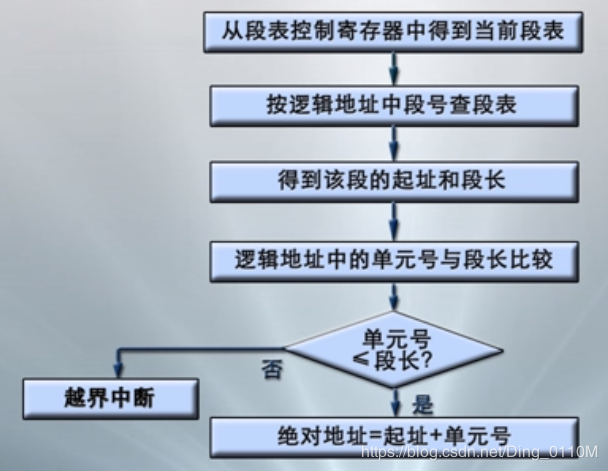 从段表控制寄存器中得到当前段表
按逻辑地址中段号查段表
得到该段的起址和段长
逻辑地址中的单元号与段长比较
单元号
≤段长?
否
越界中断
是
绝对地址=起址+单元号
https://blog.csdn.net/Ding_0110M